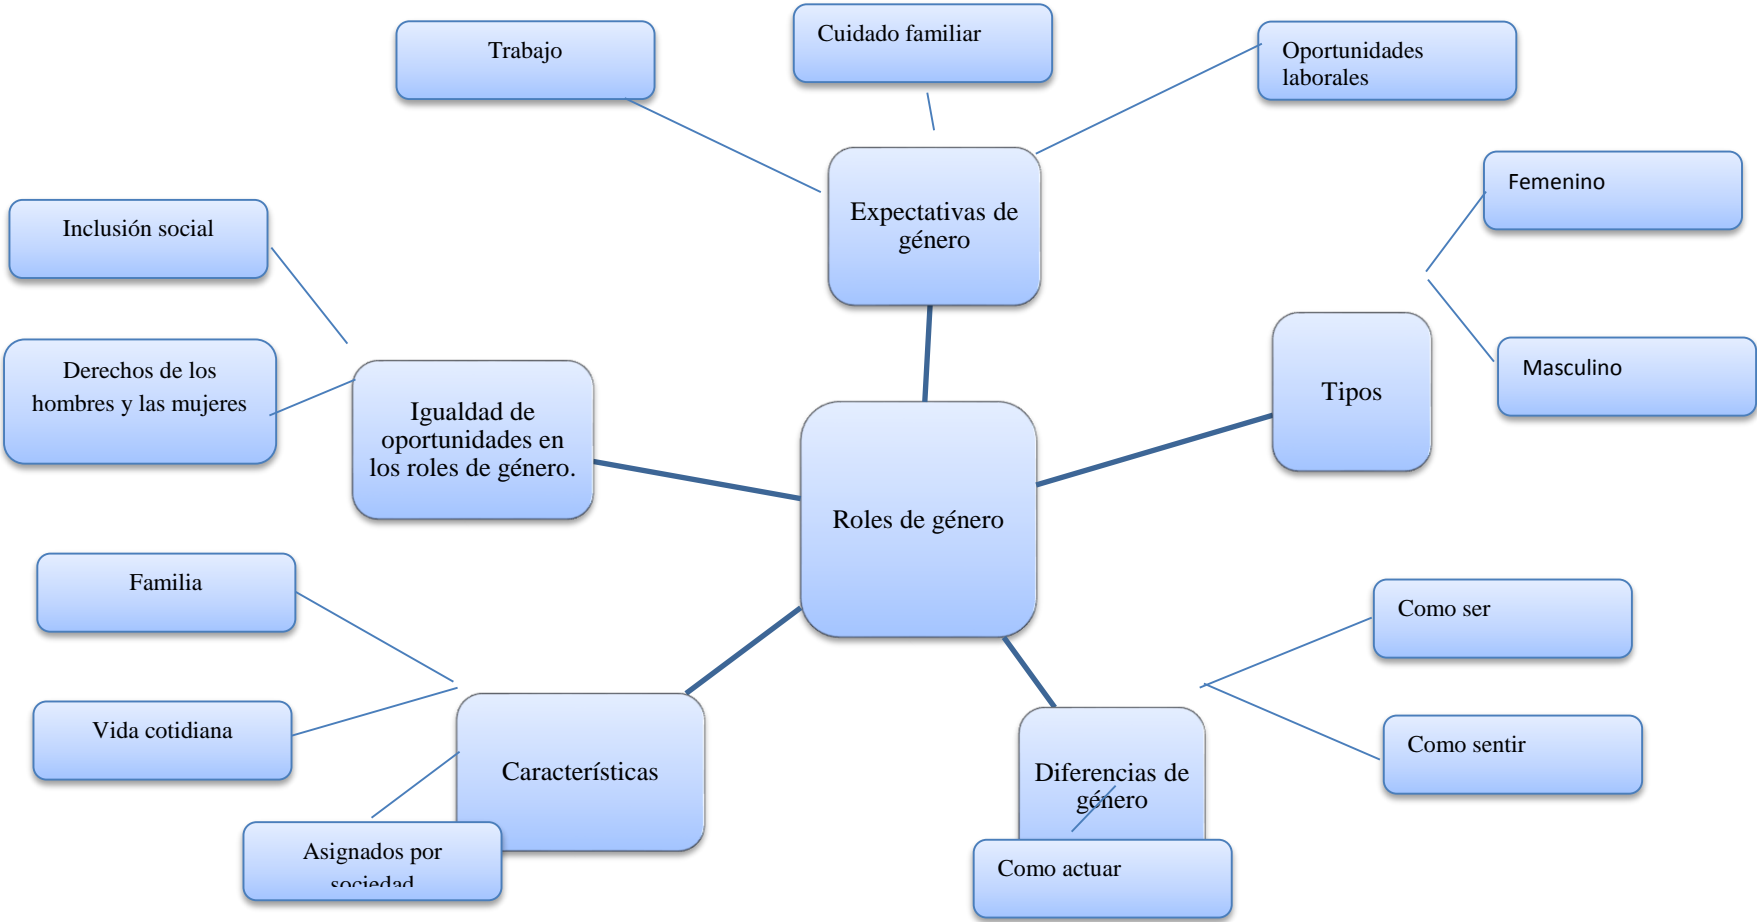 Trabajo
Cuidado familiar
Oportunidades
laborales
Expectativas de
género
Femenino
Masculino
Tipos
Inclusión social
Derechos de los
hombres y las mujeres
Igualdad de
oportunidades en
los roles de género.
Roles de género
Familia
Vida cotidiana
Características
Asignados por
sociedad
Como ser
Como sentir
Diferencias de
género
Como actuar